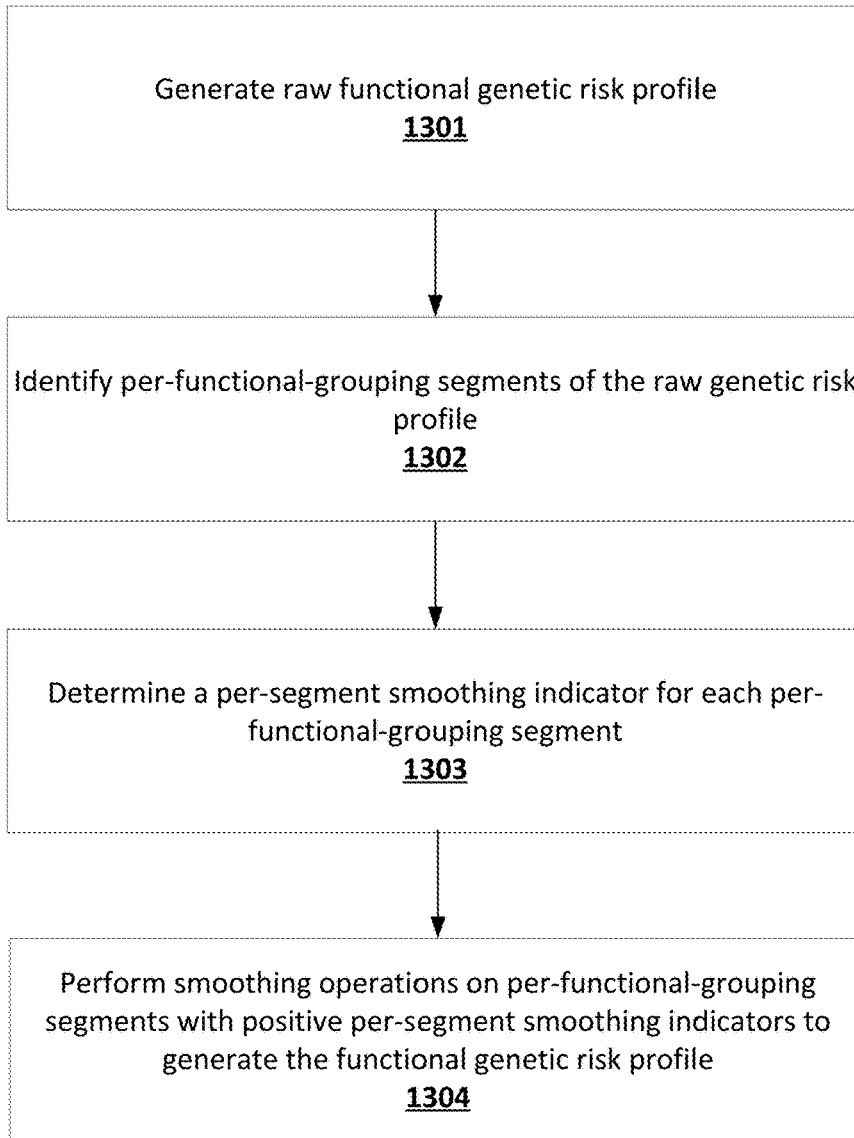 Generate raw functional genetic risk profile
1301
Identify per-functional-grouping segments of the raw genetic risk
profile
1302
Determine a per-segment smoothing indicator for each per-
functional-grouping segment
1303
Perform smoothing operations on per-functional-grouping
segments with positive per-segment smoothing indicators to
generate the functional genetic risk profile
1304